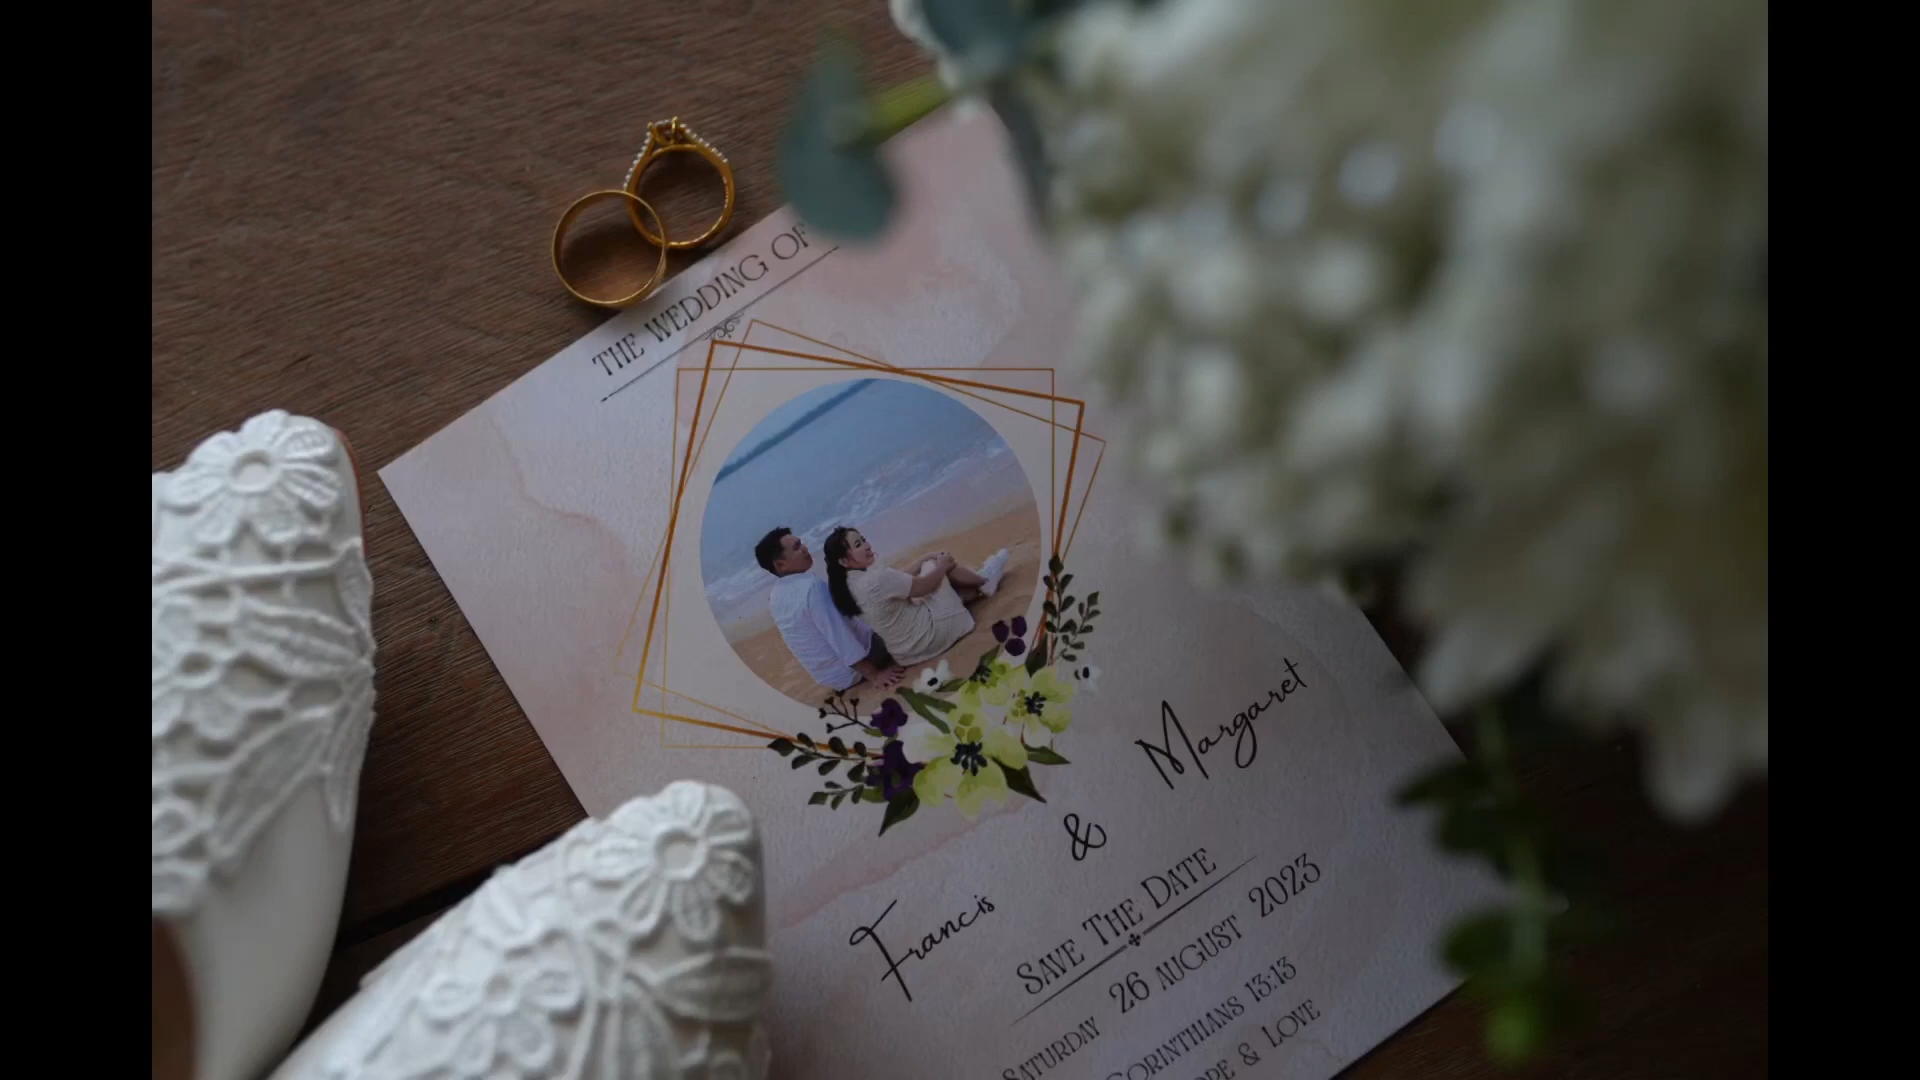 THE WEDDING OF
Francis
&
Margaret
SAVE THE DATE
SATURDAY 26 AUGUST 2023
CORINTHIANS 13:13
& LOVE